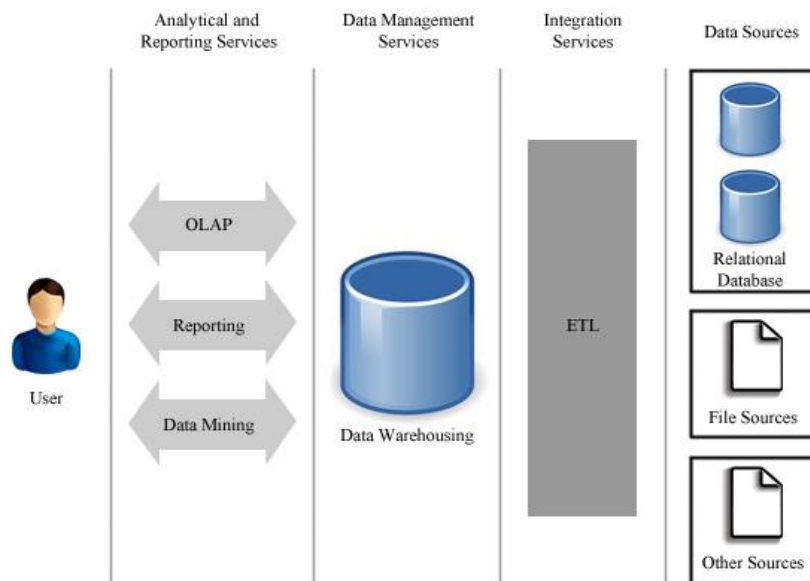 Analytical and
Reporting Services
Data Management
Services
Integration
Services
Data Sources
OLAP
Reporting
Data Mining
User
Data Warehousing
ETL
Relational
Database
File Sources
Other Sources